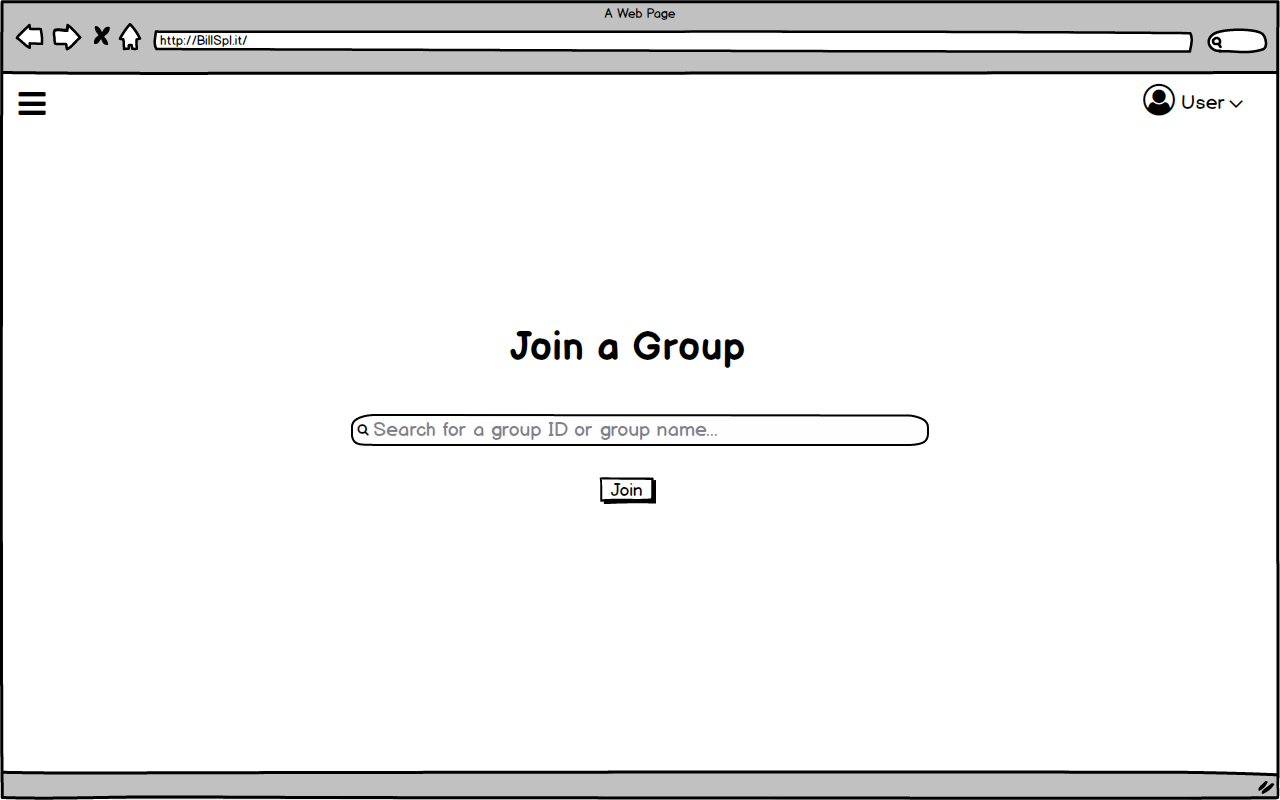 A Web Page
http://BillSpl.it/
User
Join a Group
Search for a group ID or group name...
Join